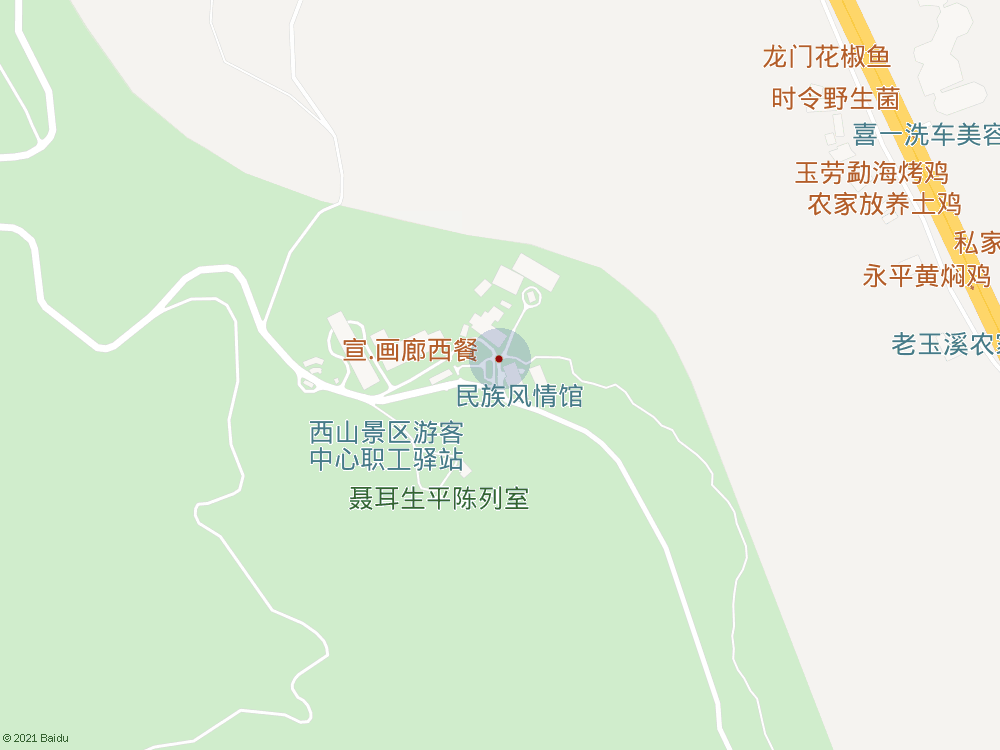 龙门花椒鱼
时令野生菌
喜一洗车美容
玉劳勐海烤鸡
农家放养土鸡
私家
永平黄焖鸡
老玉溪农家
宣.画廊西餐
民族风情馆
西山景区游客
中心职工驿站
聂耳生平陈列室
© 2021 Baidu